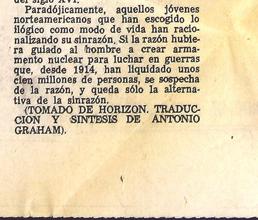 del siglo XVI.
Paradójicamente, aquellos jóvenes
norteamericanos que han escogido lo
ilógico como modo de vida han racio-
nalizando su sinrazón. Si la razón hubie-
ra guiado al hombre a crear arma-
mento nuclear para luchar en guerras
que, desde 1914, han liquidado unos
cien millones de personas, se sospecha
de la razón, y queda sólo la alterna-
tiva de la sinrazón.
(TOMADO DE HORIZON. TRADUC-
CION Y SINTESIS DE ANTONIO
GRAHAM).